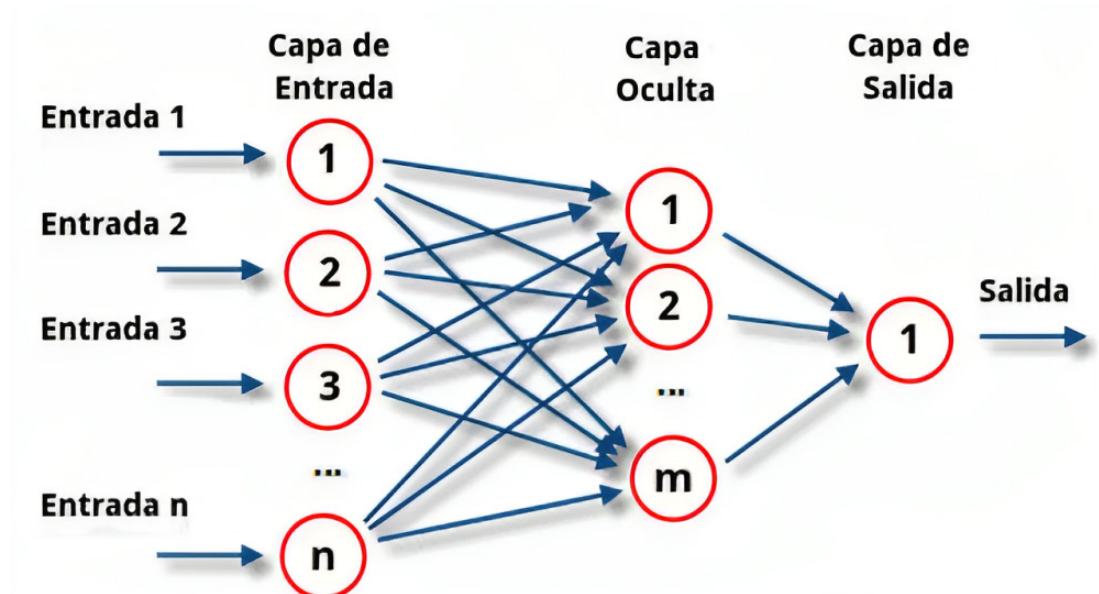 Capa de
Entrada
Capa
Oculta
Capa de
Salida
Entrada 1
1
Entrada 2
2
Entrada 3
3
...
Entrada n
n
1
2
...
m
1
Salida